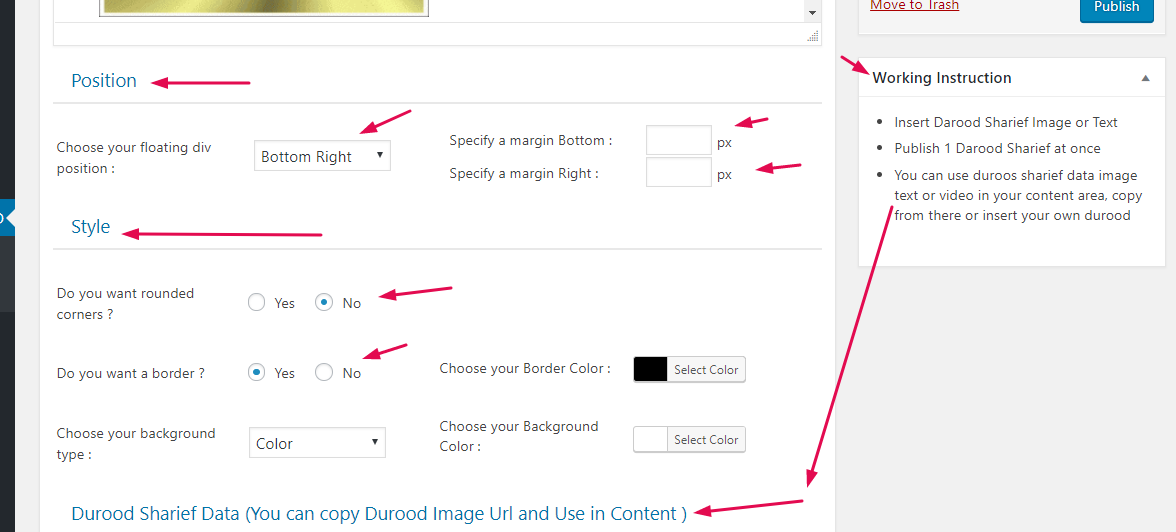 Move to Trash
Publish
Position
Choose your floating div
position :
Bottom Right
Specify a margin Bottom :
px
Specify a margin Right :
px
Style
Do you want rounded
corners ?
Yes
No
Do you want a border ?
Yes
No
Choose your Border Color :
Select Color
Choose your background
type :
Color
Choose your Background
Color :
Select Color
Durood Sharief Data (You can copy Durood Image Url and Use in Content )
Working Instruction
Insert Darood Sharief Image or Text
Publish 1 Darood Sharief at once
You can use duroos sharief data image
text or video in your content area, copy
from there or insert your own durood